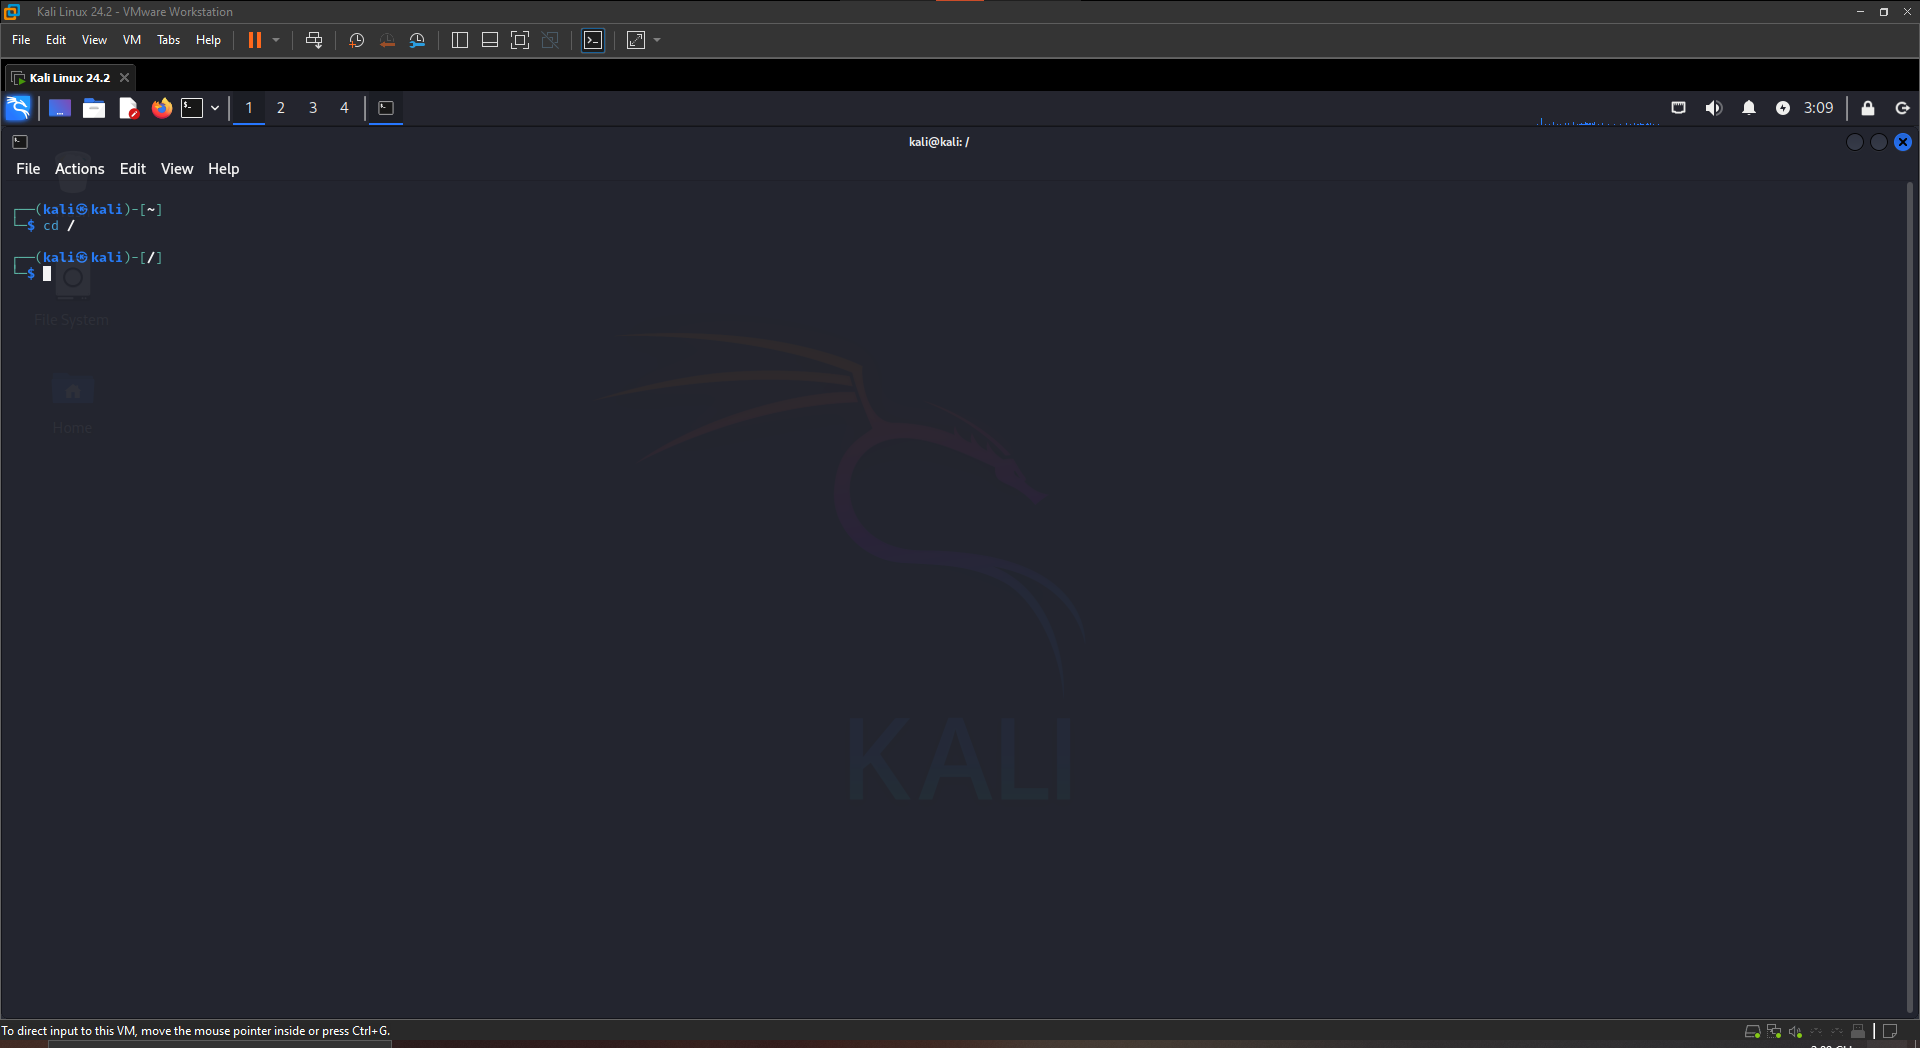 Kali Linux 24.2 - VMware Workstation
File Edit View VM Tabs Help
Kali Linux 24.2
1 2 3 4 3:09
kali@kali: /
File Actions Edit View Help
┌──(kali㉿kali)-[~]
└─$ cd /
┌──(kali㉿kali)-[/]
└─$
File System
Home
KALI
To direct input to this VM, move the mouse pointer inside or press Ctrl+G.